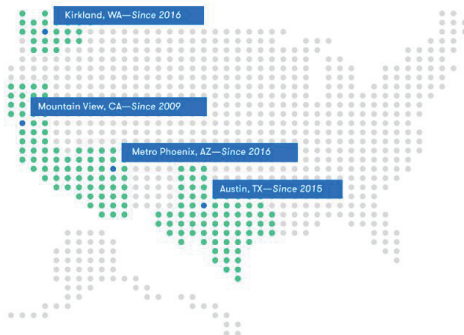 Kirkland, WA—Since 2016
Mountain View, CA—Since 2009
Metro Phoenix, AZ—Since 2016
Austin, TX—Since 2015